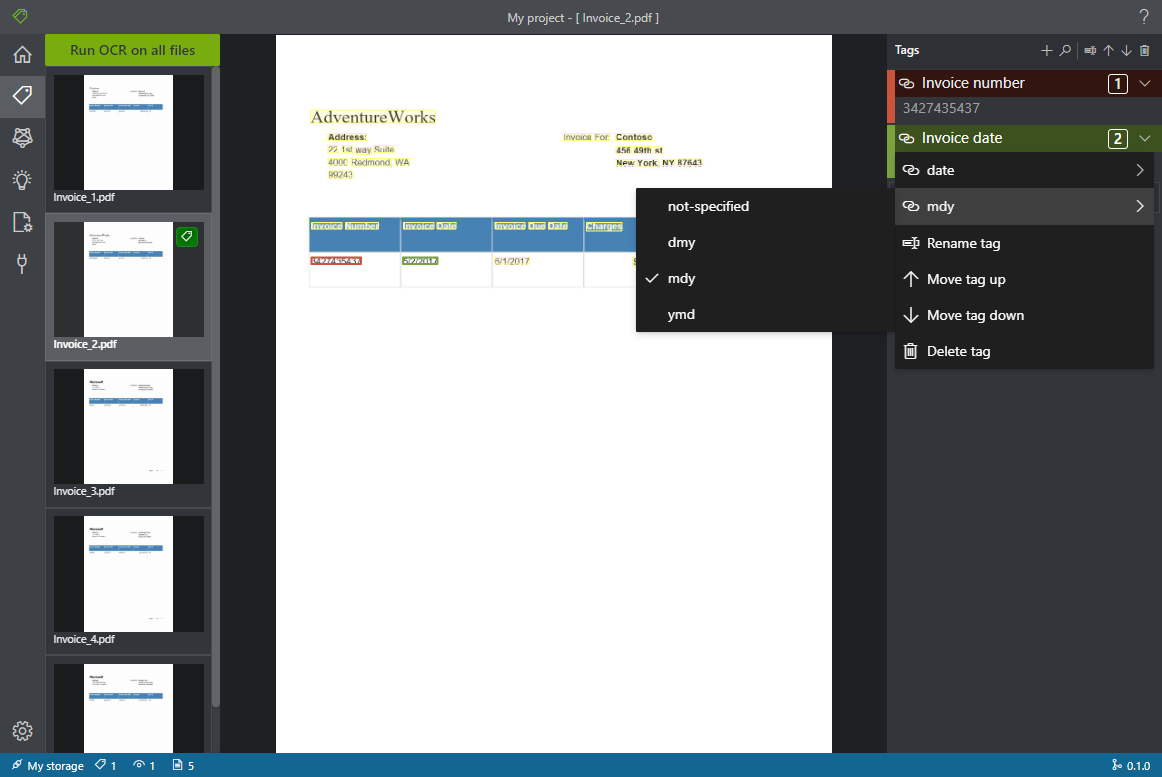 My project - [ Invoice_2.pdf ]
?
Run OCR on all files
Invoice_1.pdf
Invoice_2.pdf
Invoice_3.pdf
Invoice_4.pdf
AdventureWorks
Address:
22 1st way Suite
4000 Redmond, WA
99243
Invoice For:
Contoso
456 49th st
New York, NY 87643
Invoice Number
Invoice Date
Invoice Due Date
Charges
3427435437
5/2/2017
6/1/2017
Tags
Invoice number
1
3427435437
Invoice date
2
date
mdy
Rename tag
Move tag up
Move tag down
Delete tag
not-specified
dmy
mdy
ymd
My storage
1
1
5
0.1.0